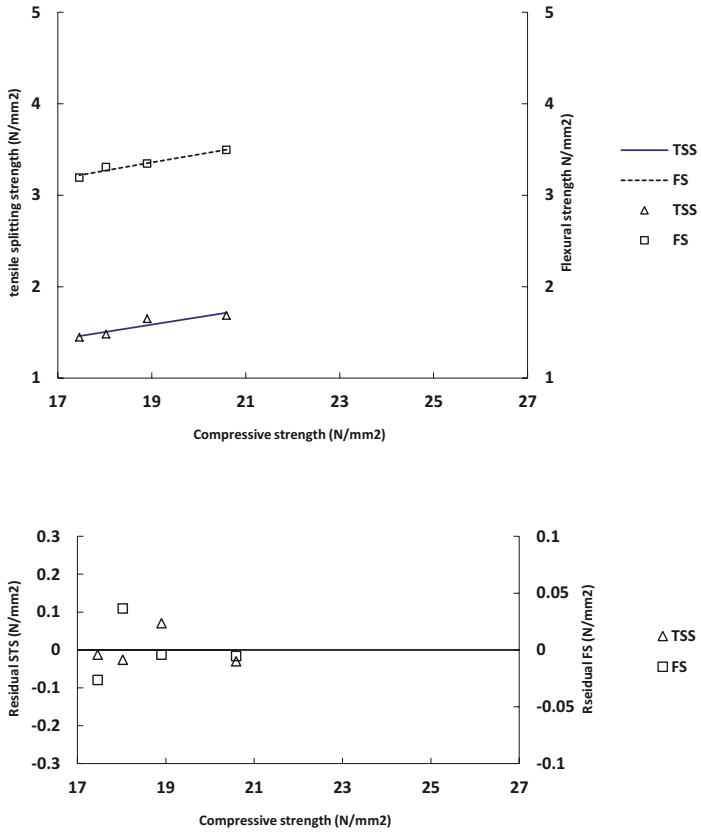 5
4
3
2
1
tensile splitting strength (N/mm2)
5
4
3
2
1
Flexural strength N/mm2)
17 19 21 23 25 27
Compressive strength (N/mm2)
TSS
FS
TSS
FS
0.3
0.2
0.1
0
-0.1
-0.2
-0.3
Residual STS (N/mm2)
0.1
0.05
0
-0.05
-0.1
Rseidual FS (N/mm2)
17 19 21 23 25 27
Compressive strength (N/mm2)
TSS
FS